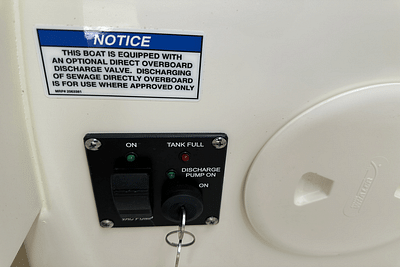 NOTICE
THIS BOAT IS EQUIPPED WITH
AN OPTIONAL DIRECT OVERBOARD
DISCHARGE VALVE. DISCHARGING
OF SEWAGE DIRECTLY OVERBOARD
IS FOR USE WHERE APPROVED ONLY
ON
TANK FULL
DISCHARGE
PUMP ON
ON